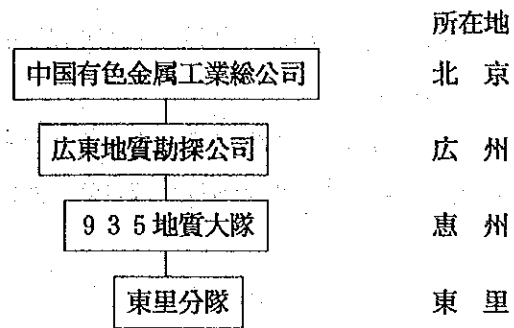 所在地
中国有色金属工業総公司 北京
広東地質勘探公司 広州
935地質大隊 惠州
東里分隊 東里